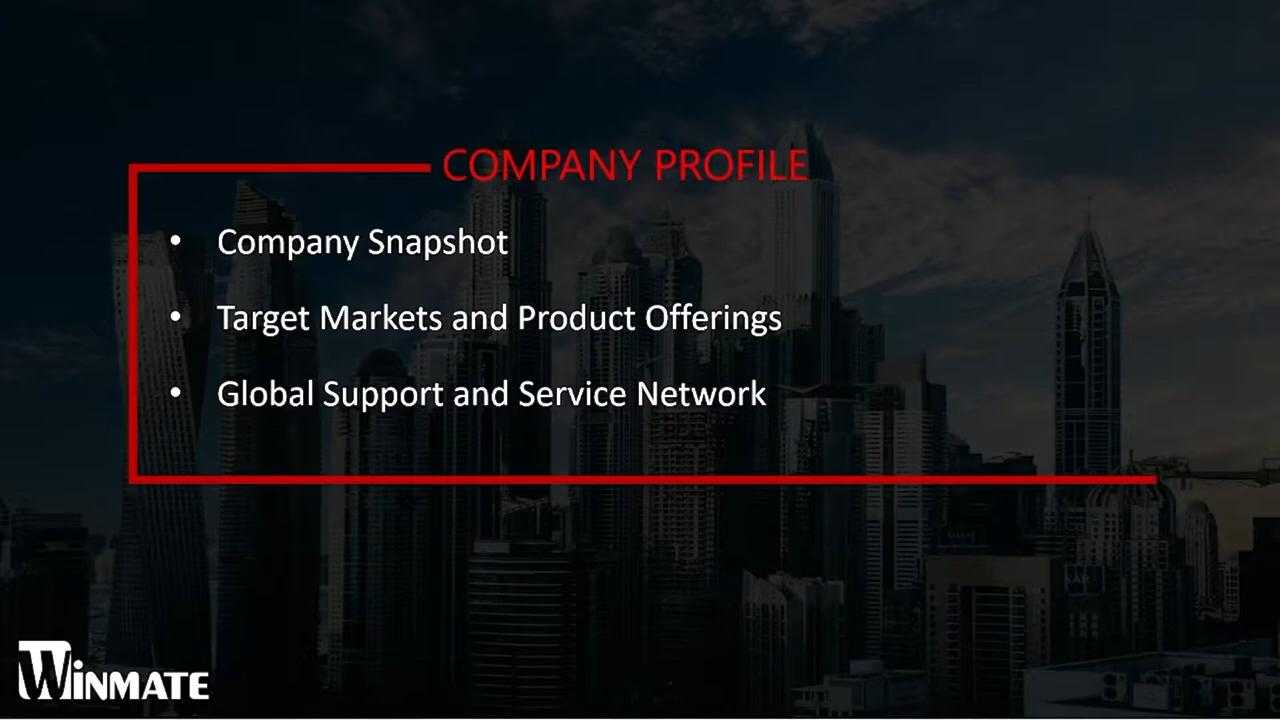 COMPANY PROFILE
• Company Snapshot
• Target Markets and Product Offerings
• Global Support and Service Network
WINMATE